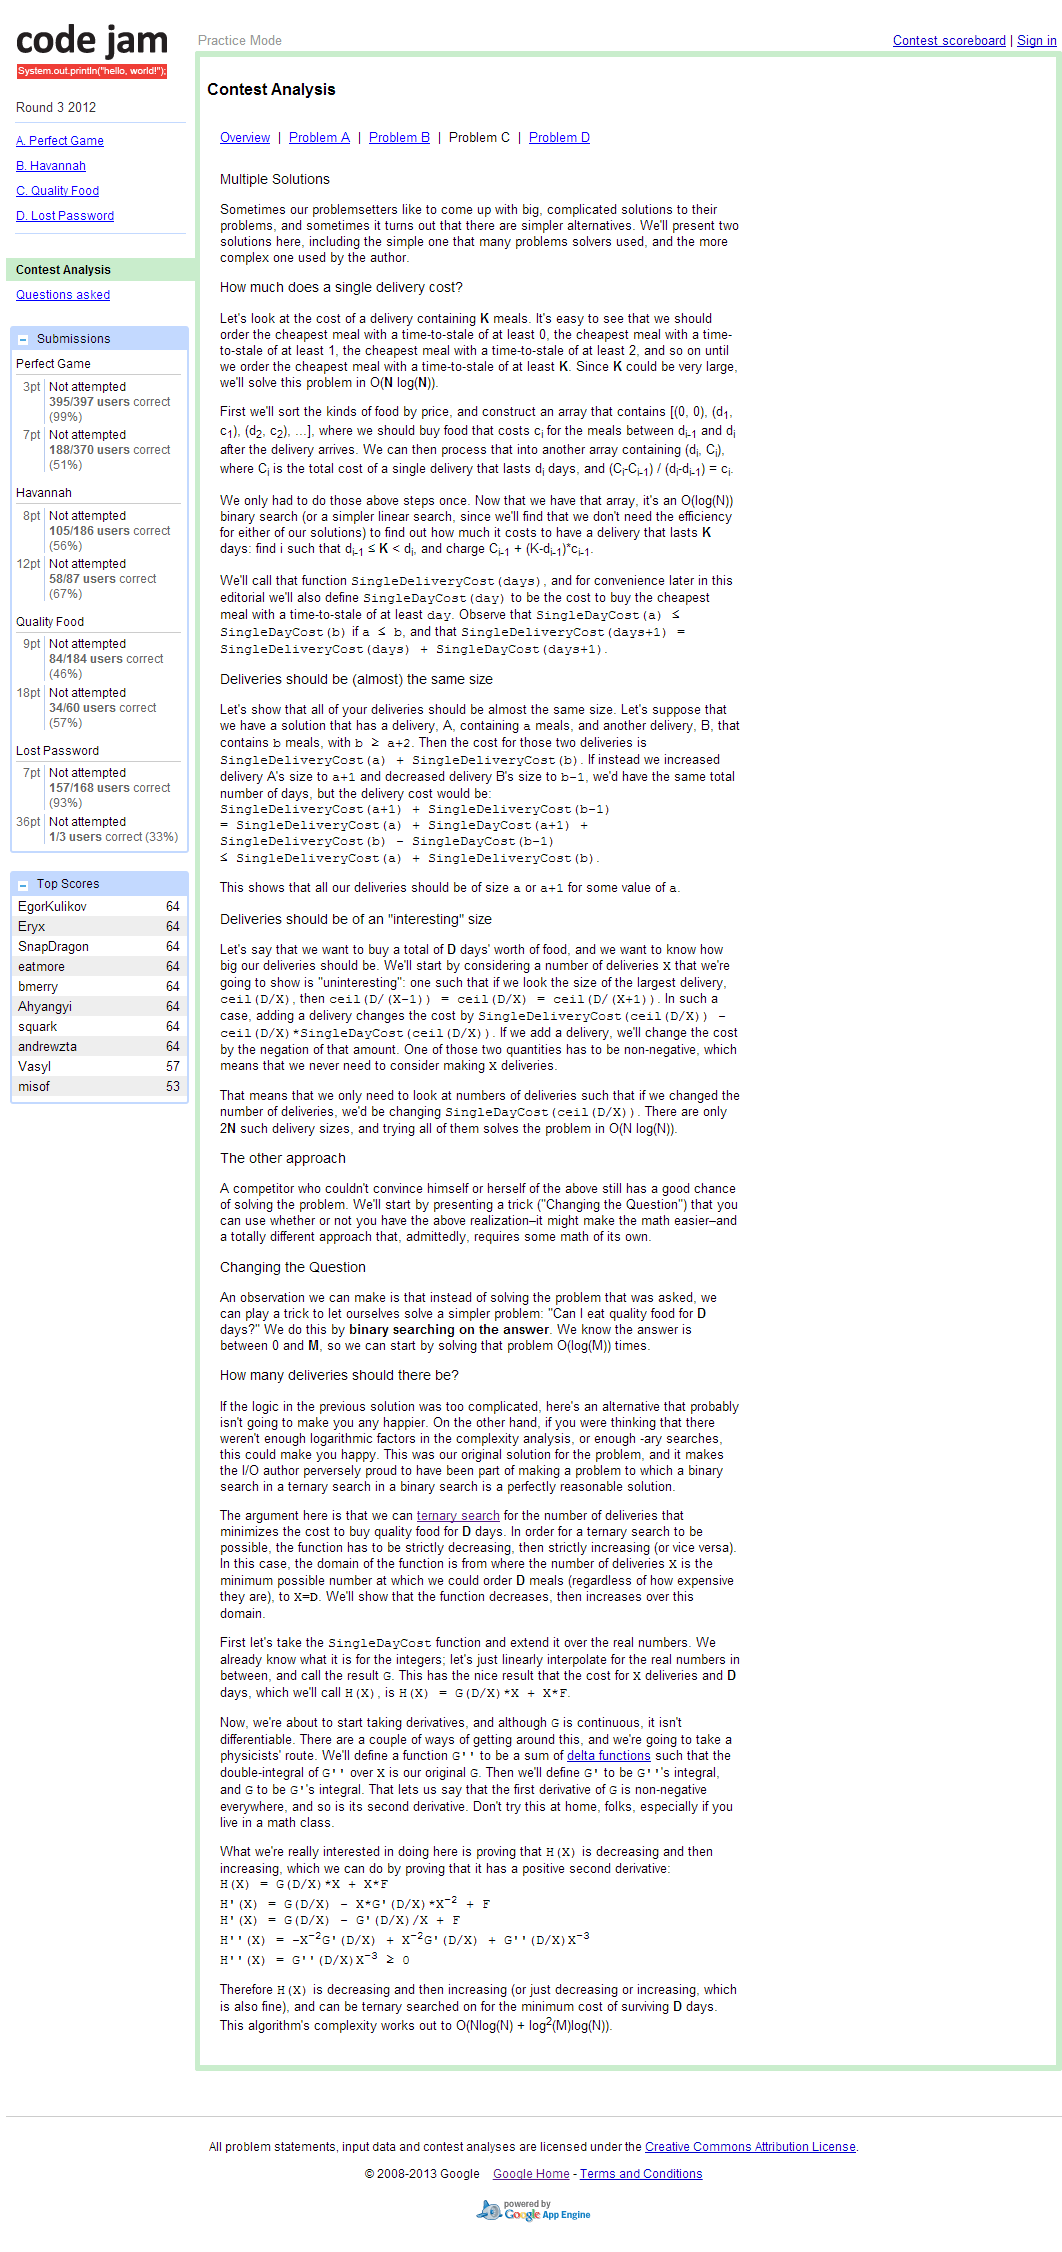 code jam
System.out.println("hello, world!");
Practice Mode
Contest scoreboard | Sign in
Round 3 2012
A. Perfect Game
B. Havannah
C. Quality Food
D. Lost Password
Contest Analysis
Questions asked
Submissions
Perfect Game
3pt Not attempted
395/397 users correct
(99%)
7pt Not attempted
188/370 users correct
(51%)
Havannah
8pt Not attempted
105/186 users correct
(56%)
12pt Not attempted
58/87 users correct
(67%)
Quality Food
9pt Not attempted
84/184 users correct
(46%)
18pt Not attempted
34/60 users correct
(57%)
Lost Password
7pt Not attempted
157/168 users correct
(93%)
36pt Not attempted
1/3 users correct (33%)
Top Scores
EgorKulikov 64
Eryx 64
SnapDragon 64
eatmore 64
bmerry 64
Ahyangyi 64
squark 64
andrewzta 64
Vasyl 57
misof 53
Contest Analysis
Overview | Problem A | Problem B | Problem C | Problem D
Multiple Solutions
Sometimes our problemsetters like to come up with big, complicated solutions to their
problems, and sometimes it turns out that there are simpler alternatives. We'll present two
solutions here, including the simple one that many problems solvers used, and the more
complex one used by the author.
How much does a single delivery cost?
Let's look at the cost of a delivery containing K meals. It's easy to see that we should
order the cheapest meal with a time-to-stale of at least 0, the cheapest meal with a time-
to-stale of at least 1, the cheapest meal with a time-to-stale of at least 2, and so on until
we order the cheapest meal with a time-to-stale of at least K. Since K could be very large,
we'll solve this problem in O(N log(N)).
First we'll sort the kinds of food by price, and construct an array that contains [(0, 0), (d1,
c1), (d2, c2), ...], where we should buy food that costs ci for the meals between di-1 and di
after the delivery arrives. We can then process that into another array containing (di, Ci),
where Ci is the total cost of a single delivery that lasts di days, and (Ci-Ci-1) / (di-di-1) = ci.
We only had to do those above steps once. Now that we have that array, it's an O(log(N))
binary search (or a simpler linear search, since we'll find that we don't need the efficiency
for either of our solutions) to find out how much it costs to have a delivery that lasts K
days: find i such that di-1 ≤ K < di, and charge Ci-1 + (K-di-1)*ci-1.
We'll call that function SingleDeliveryCost(days), and for convenience later in this
editorial we'll also define SingleDayCost(day) to be the cost to buy the cheapest
meal with a time-to-stale of at least day. Observe that SingleDayCost(a) ≤
SingleDayCost(b) if a ≤ b, and that SingleDeliveryCost(days+1) =
SingleDeliveryCost(days) + SingleDayCost(days+1).
Deliveries should be (almost) the same size
Let's show that all of your deliveries should be almost the same size. Let's suppose that
we have a solution that has a delivery, A, containing a meals, and another delivery, B, that
contains b meals, with b ≥ a+2. Then the cost for those two deliveries is
SingleDeliveryCost(a) + SingleDeliveryCost(b). If instead we increased
delivery A's size to a+1 and decreased delivery B's size to b-1, we'd have the same total
number of days, but the delivery cost would be:
SingleDeliveryCost(a+1) + SingleDeliveryCost(b-1)
= SingleDeliveryCost(a) + SingleDayCost(a+1) +
SingleDeliveryCost(b) - SingleDayCost(b-1)
≤ SingleDeliveryCost(a) + SingleDeliveryCost(b).
This shows that all our deliveries should be of size a or a+1 for some value of a.
Deliveries should be of an "interesting" size
Let's say that we want to buy a total of D days' worth of food, and we want to know how
big our deliveries should be. We'll start by considering a number of deliveries X that we're
going to show is "uninteresting": one such that if we look the size of the largest delivery,
ceil(D/X), then ceil(D/(X-1)) = ceil(D/X) = ceil(D/(X+1)). In such a
case, adding a delivery changes the cost by SingleDeliveryCost(ceil(D/X)) -
ceil(D/X)*SingleDayCost(ceil(D/X)). If we add a delivery, we'll change the cost
by the negation of that amount. One of those two quantities has to be non-negative, which
means that we never need to consider making X deliveries.
That means that we only need to look at numbers of deliveries such that if we changed the
number of deliveries, we'd be changing SingleDayCost(ceil(D/X)). There are only
2N such delivery sizes, and trying all of them solves the problem in O(N log(N)).
The other approach
A competitor who couldn't convince himself or herself of the above still has a good chance
of solving the problem. We'll start by presenting a trick ("Changing the Question") that you
can use whether or not you have the above realization–it might make the math easier–and
a totally different approach that, admittedly, requires some math of its own.
Changing the Question
An observation we can make is that instead of solving the problem that was asked, we
can play a trick to let ourselves solve a simpler problem: "Can I eat quality food for D
days?" We do this by binary searching on the answer. We know the answer is
between 0 and M, so we can start by solving that problem O(log(M)) times.
How many deliveries should there be?
If the logic in the previous solution was too complicated, here's an alternative that probably
isn't going to make you any happier. On the other hand, if you were thinking that there
weren't enough logarithmic factors in the complexity analysis, or enough -ary searches,
this could make you happy. This was our original solution for the problem, and it makes
the I/O author perversely proud to have been part of making a problem to which a binary
search in a ternary search in a binary search is a perfectly reasonable solution.
The argument here is that we can ternary search for the number of deliveries that
minimizes the cost to buy quality food for D days. In order for a ternary search to be
possible, the function has to be strictly decreasing, then strictly increasing (or vice versa).
In this case, the domain of the function is from where the number of deliveries X is the
minimum possible number at which we could order D meals (regardless of how expensive
they are), to X=D. We'll show that the function decreases, then increases over this
domain.
First let's take the SingleDayCost function and extend it over the real numbers. We
already know what it is for the integers; let's just linearly interpolate for the real numbers in
between, and call the result G. This has the nice result that the cost for X deliveries and D
days, which we'll call H(X), is H(X) = G(D/X)*X + X*F.
Now, we're about to start taking derivatives, and although G is continuous, it isn't
differentiable. There are a couple of ways of getting around this, and we're going to take a
physicists' route. We'll define a function G'' to be a sum of delta functions such that the
double-integral of G'' over X is our original G. Then we'll define G' to be G'''s integral,
and G to be G''s integral. That lets us say that the first derivative of G is non-negative
everywhere, and so is its second derivative. Don't try this at home, folks, especially if you
live in a math class.
What we're really interested in doing here is proving that H(X) is decreasing and then
increasing, which we can do by proving that it has a positive second derivative:
H(X) = G(D/X)*X + X*F
H'(X) = G(D/X) - X*G'(D/X)*X-2 + F
H'(X) = G(D/X) - G'(D/X)/X + F
H''(X) = -X-2G'(D/X) + X-2G'(D/X) + G''(D/X)X-3
H''(X) = G''(D/X)X-3 ≥ 0
Therefore H(X) is decreasing and then increasing (or just decreasing or increasing, which
is also fine), and can be ternary searched on for the minimum cost of surviving D days.
This algorithm's complexity works out to O(Nlog(N) + log2(M)log(N)).
All problem statements, input data and contest analyses are licensed under the Creative Commons Attribution License.
© 2008-2013 Google Google Home - Terms and Conditions
powered by
Google App Engine